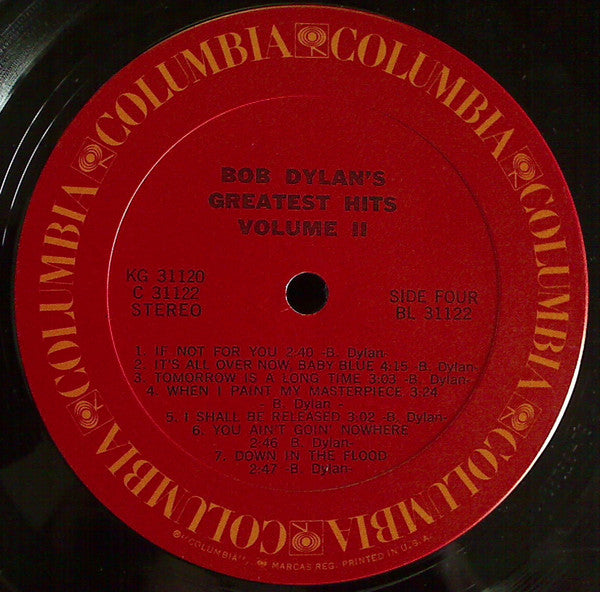 COLUMBIA COLUMBIA COLUMBIA COLUMBIA COLUMBIA COLUMBIA
BOB DYLAN'S
GREATEST HITS
VOLUME II
KG 31120
C 31122
STEREO
SIDE FOUR
BL 31122
1. IF NOT FOR YOU 2:40 -B. Dylan-
2. IT'S ALL OVER NOW, BABY BLUE 4:15 -B. Dylan-
3. TOMORROW IS A LONG TIME 3:03 -B. Dylan-
4. WHEN I PAINT MY MASTERPIECE 3:24
- B. Dylan -
5. I SHALL BE RELEASED 3:02 -B. Dylan-
6. YOU AIN'T GOIN' NOWHERE
2:46 -B. Dylan-
7. DOWN IN THE FLOOD
2:47 -B. Dylan-
"COLUMBIA", MARCAS REG. PRINTED IN U.S.A.